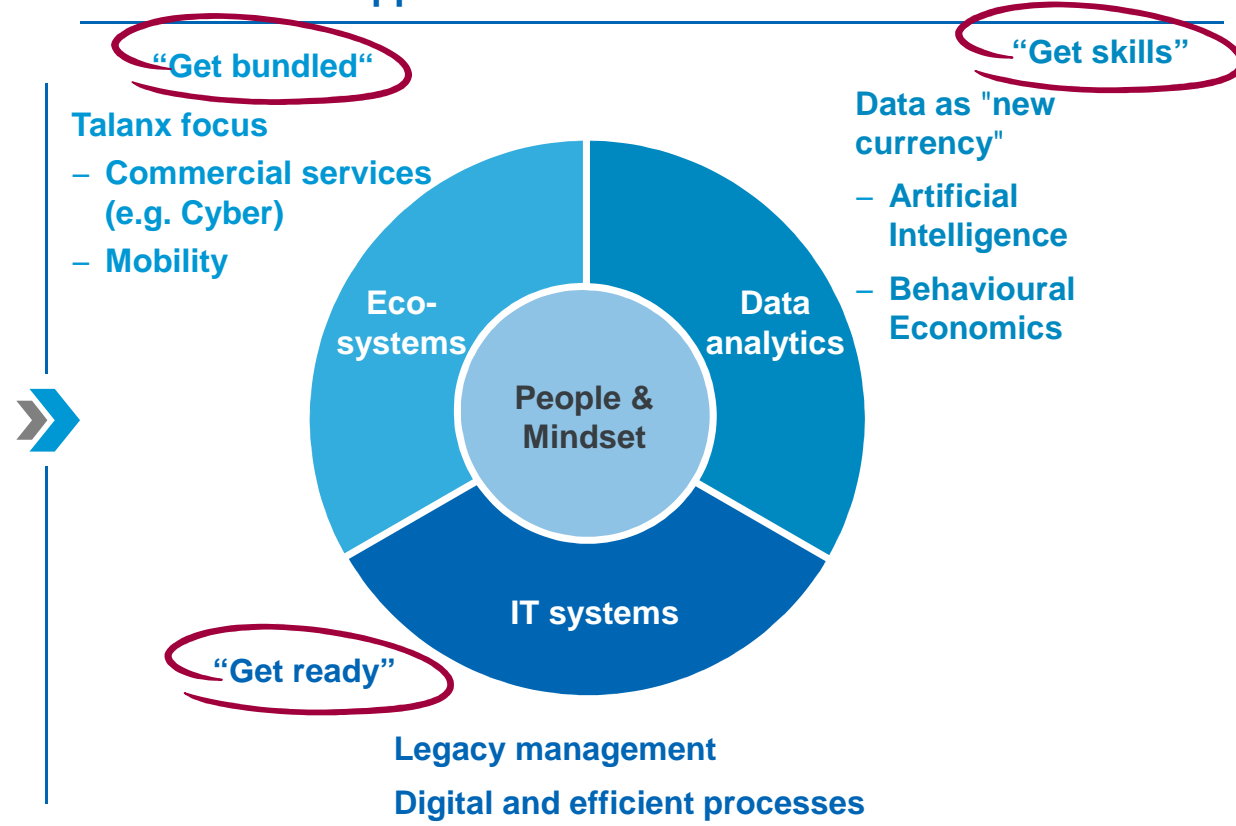 “Get bundled“
Talanx focus
– Commercial services
(e.g. Cyber)
– Mobility
“Get skills”
Data as "new
currency"
– Artificial
Intelligence
– Behavioural
Economics
Eco-
systems
Data
analytics
People &
Mindset
IT systems
“Get ready”
Legacy management
Digital and efficient processes